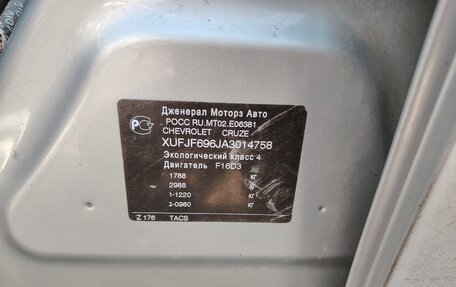 Дженерал Моторз Авто
РОСС RU.MT02.E06381
CHEVROLET CRUZE
XUFJF696JA3014758
Экологический класс 4
Двигатель F16D3
1788 кг
2988 кг
1-1220 кг
2-0980 кг
Z 176 TACS